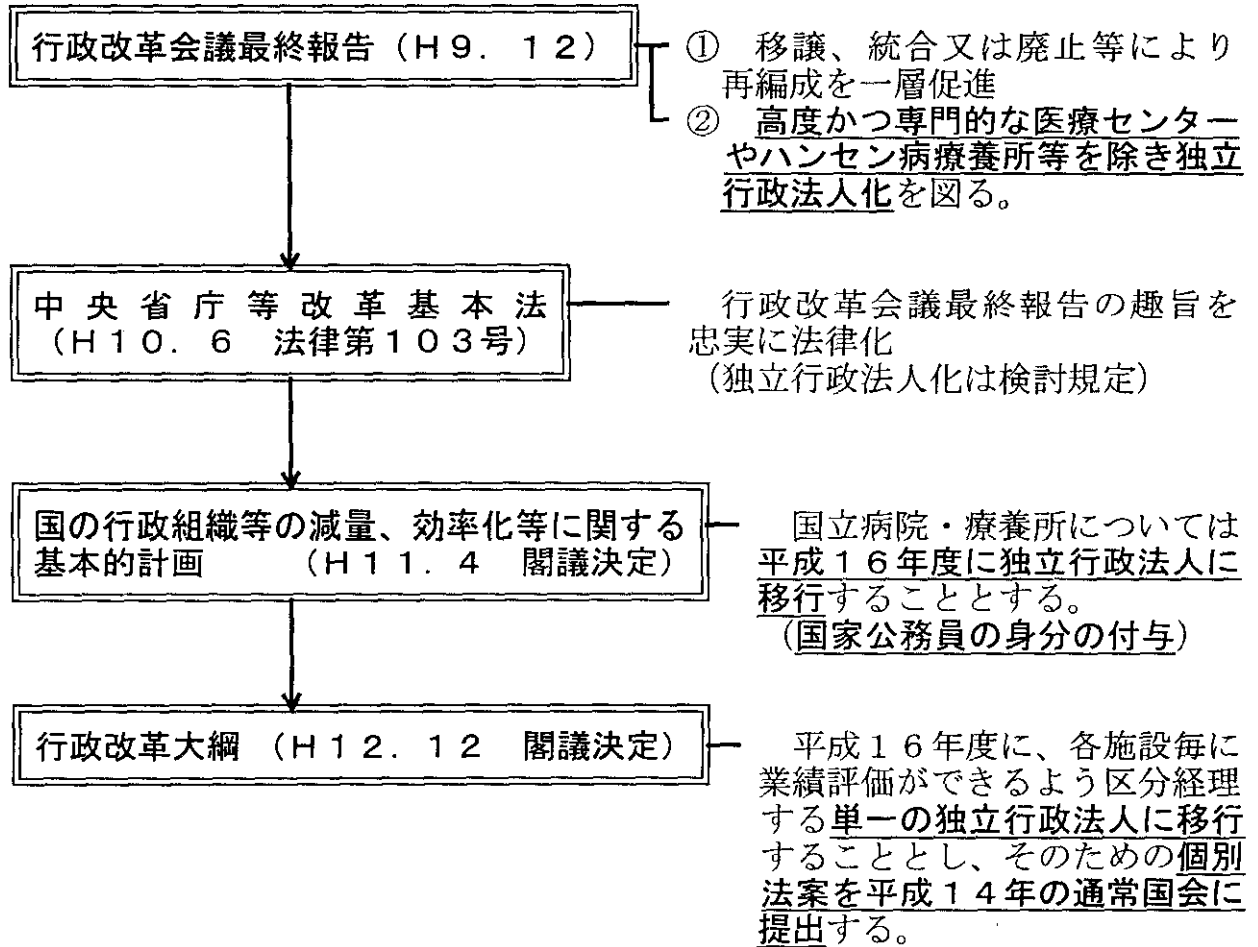 行政改革会議最終報告（H９．１２）
①　移譲、統合又は廃止等により
再編成を一層促進
②　高度かつ専門的な医療センター
やハンセン病療養所等を除き独立
行政法人化を図る。
中央省庁等改革基本法
（H１０．６　法律第１０３号）
行政改革会議最終報告の趣旨を
忠実に法律化
（独立行政法人化は検討規定）
国の行政組織等の減量、効率化等に関する
基本的計画　　　（H１１．４　閣議決定）
国立病院・療養所については
平成１６年度に独立行政法人に
移行することとする。
（国家公務員の身分の付与）
行政改革大綱　（H１２．１２　閣議決定）
平成１６年度に、各施設毎に
業績評価ができるよう区分経理
する単一の独立行政法人に移行
することとし、そのための個別
法案を平成１４年の通常国会に
提出する。